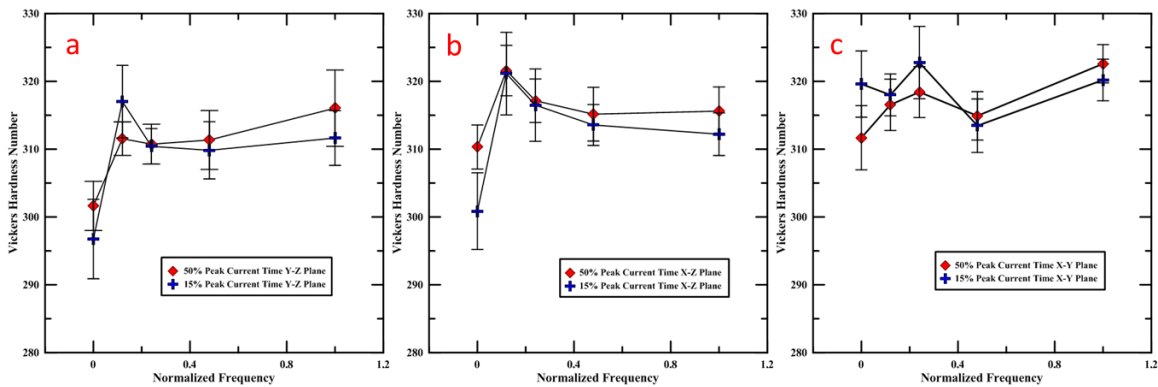 a
330
320
310
300
290
280
Vickers Hardness Number
50% Peak Current Time Y-Z Plane
15% Peak Current Time Y-Z Plane
0
0.4
0.8
1.2
Normalized Frequency
b
330
320
310
300
290
280
Vickers Hardness Number
50% Peak Current Time X-Z Plane
15% Peak Current Time X-Z Plane
0
0.4
0.8
1.2
Normalized Frequency
c
330
320
310
300
290
280
Vickers Hardness Number
50% Peak Current Time X-Y Plane
15% Peak Current Time X-Y Plane
0
0.4
0.8
1.2
Normalized Frequency